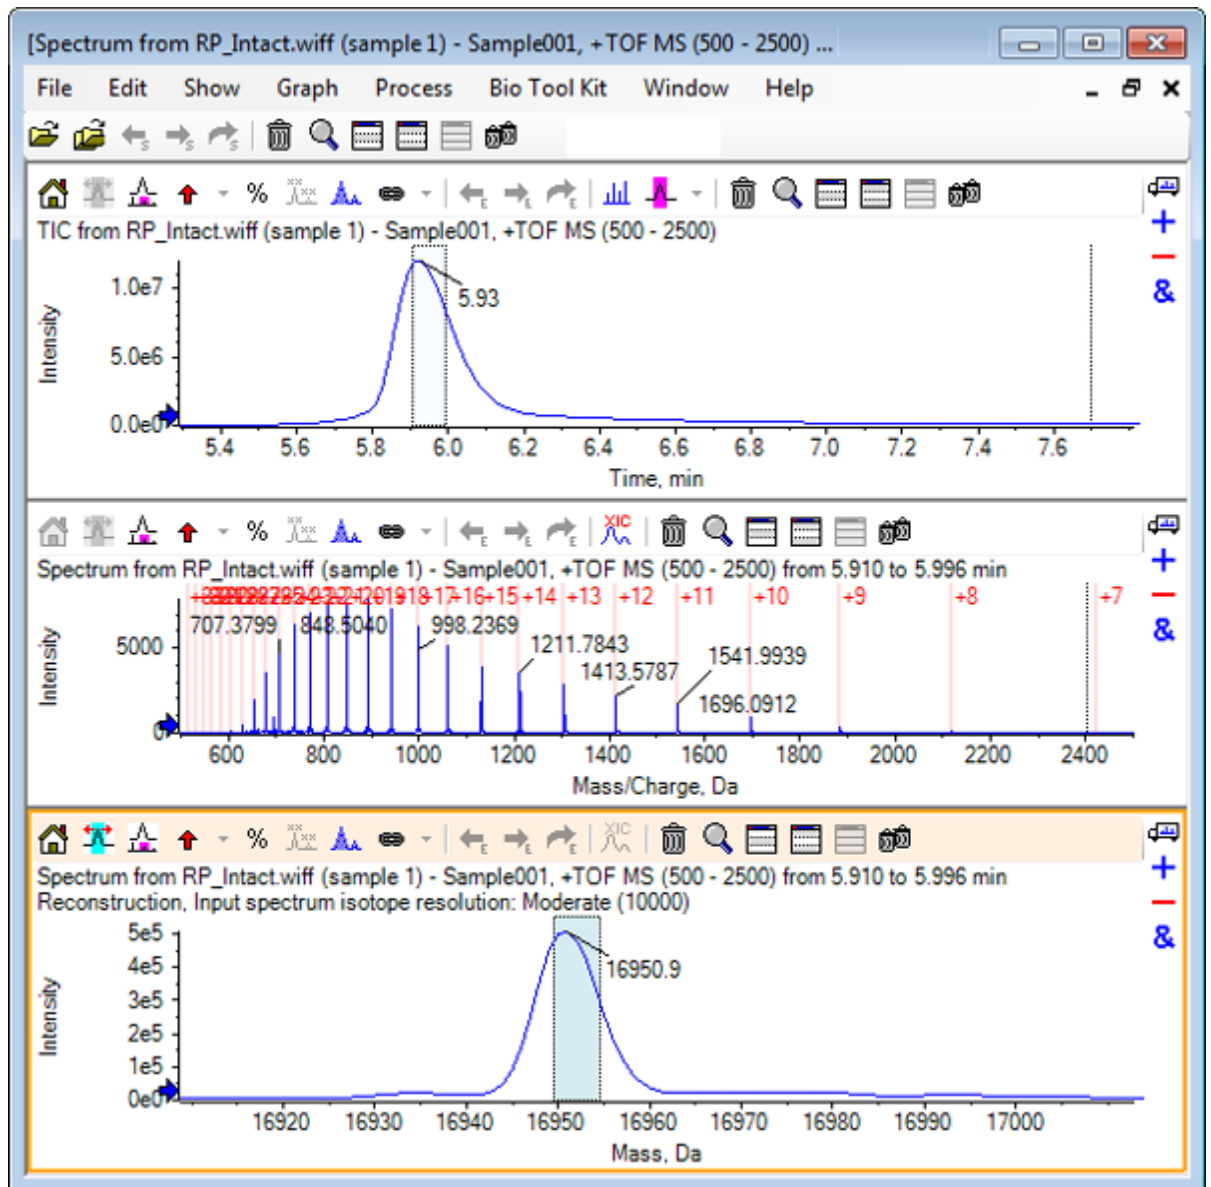 [Spectrum from RP_Intact.wiff (sample 1) - Sample001, +TOF MS (500 - 2500) ...
File Edit Show Graph Process Bio Tool Kit Window Help
TIC from RP_Intact.wiff (sample 1) - Sample001, +TOF MS (500 - 2500)
Intensity
1.0e7
5.0e6
0.0e0
5.93
5.4 5.6 5.8 6.0 6.2 6.4 6.6 6.8 7.0 7.2 7.4 7.6
Time, min
XIC
Spectrum from RP_Intact.wiff (sample 1) - Sample001, +TOF MS (500 - 2500) from 5.910 to 5.996 min
+17 +16 +15 +14 +13 +12 +11 +10 +9 +8 +7
707.3799 848.5040 998.2369
1211.7843 1541.9939
1413.5787
1696.0912
Intensity
5000
0
600 800 1000 1200 1400 1600 1800 2000 2200 2400
Mass/Charge, Da
XIC
Spectrum from RP_Intact.wiff (sample 1) - Sample001, +TOF MS (500 - 2500) from 5.910 to 5.996 min
Reconstruction, Input spectrum isotope resolution: Moderate (10000)
Intensity
5e5
4e5
3e5
2e5
1e5
0e0
16950.9
16920 16930 16940 16950 16960 16970 16980 16990 17000
Mass, Da